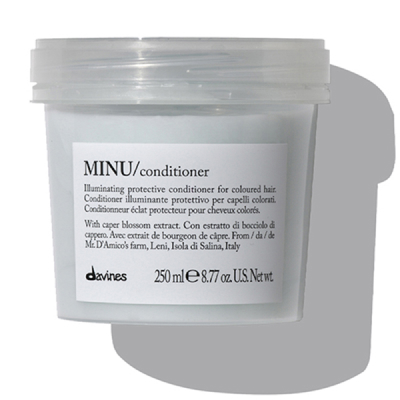 MINU/conditioner
Illuminating protective conditioner for coloured hair.
Conditioner illuminante protettivo per capelli colorati.
Conditionneur éclat protecteur pour cheveux colorés.
With caper blossom extract. Con estratto di bocciolo di
cappero. Avec extrait de bourgeon de câpre. From / da / de
Mr. D'Amico's farm, Leni, Isola di Salina, Italy
davines
250 ml ℮ 8.77 oz. U.S. Net wt.